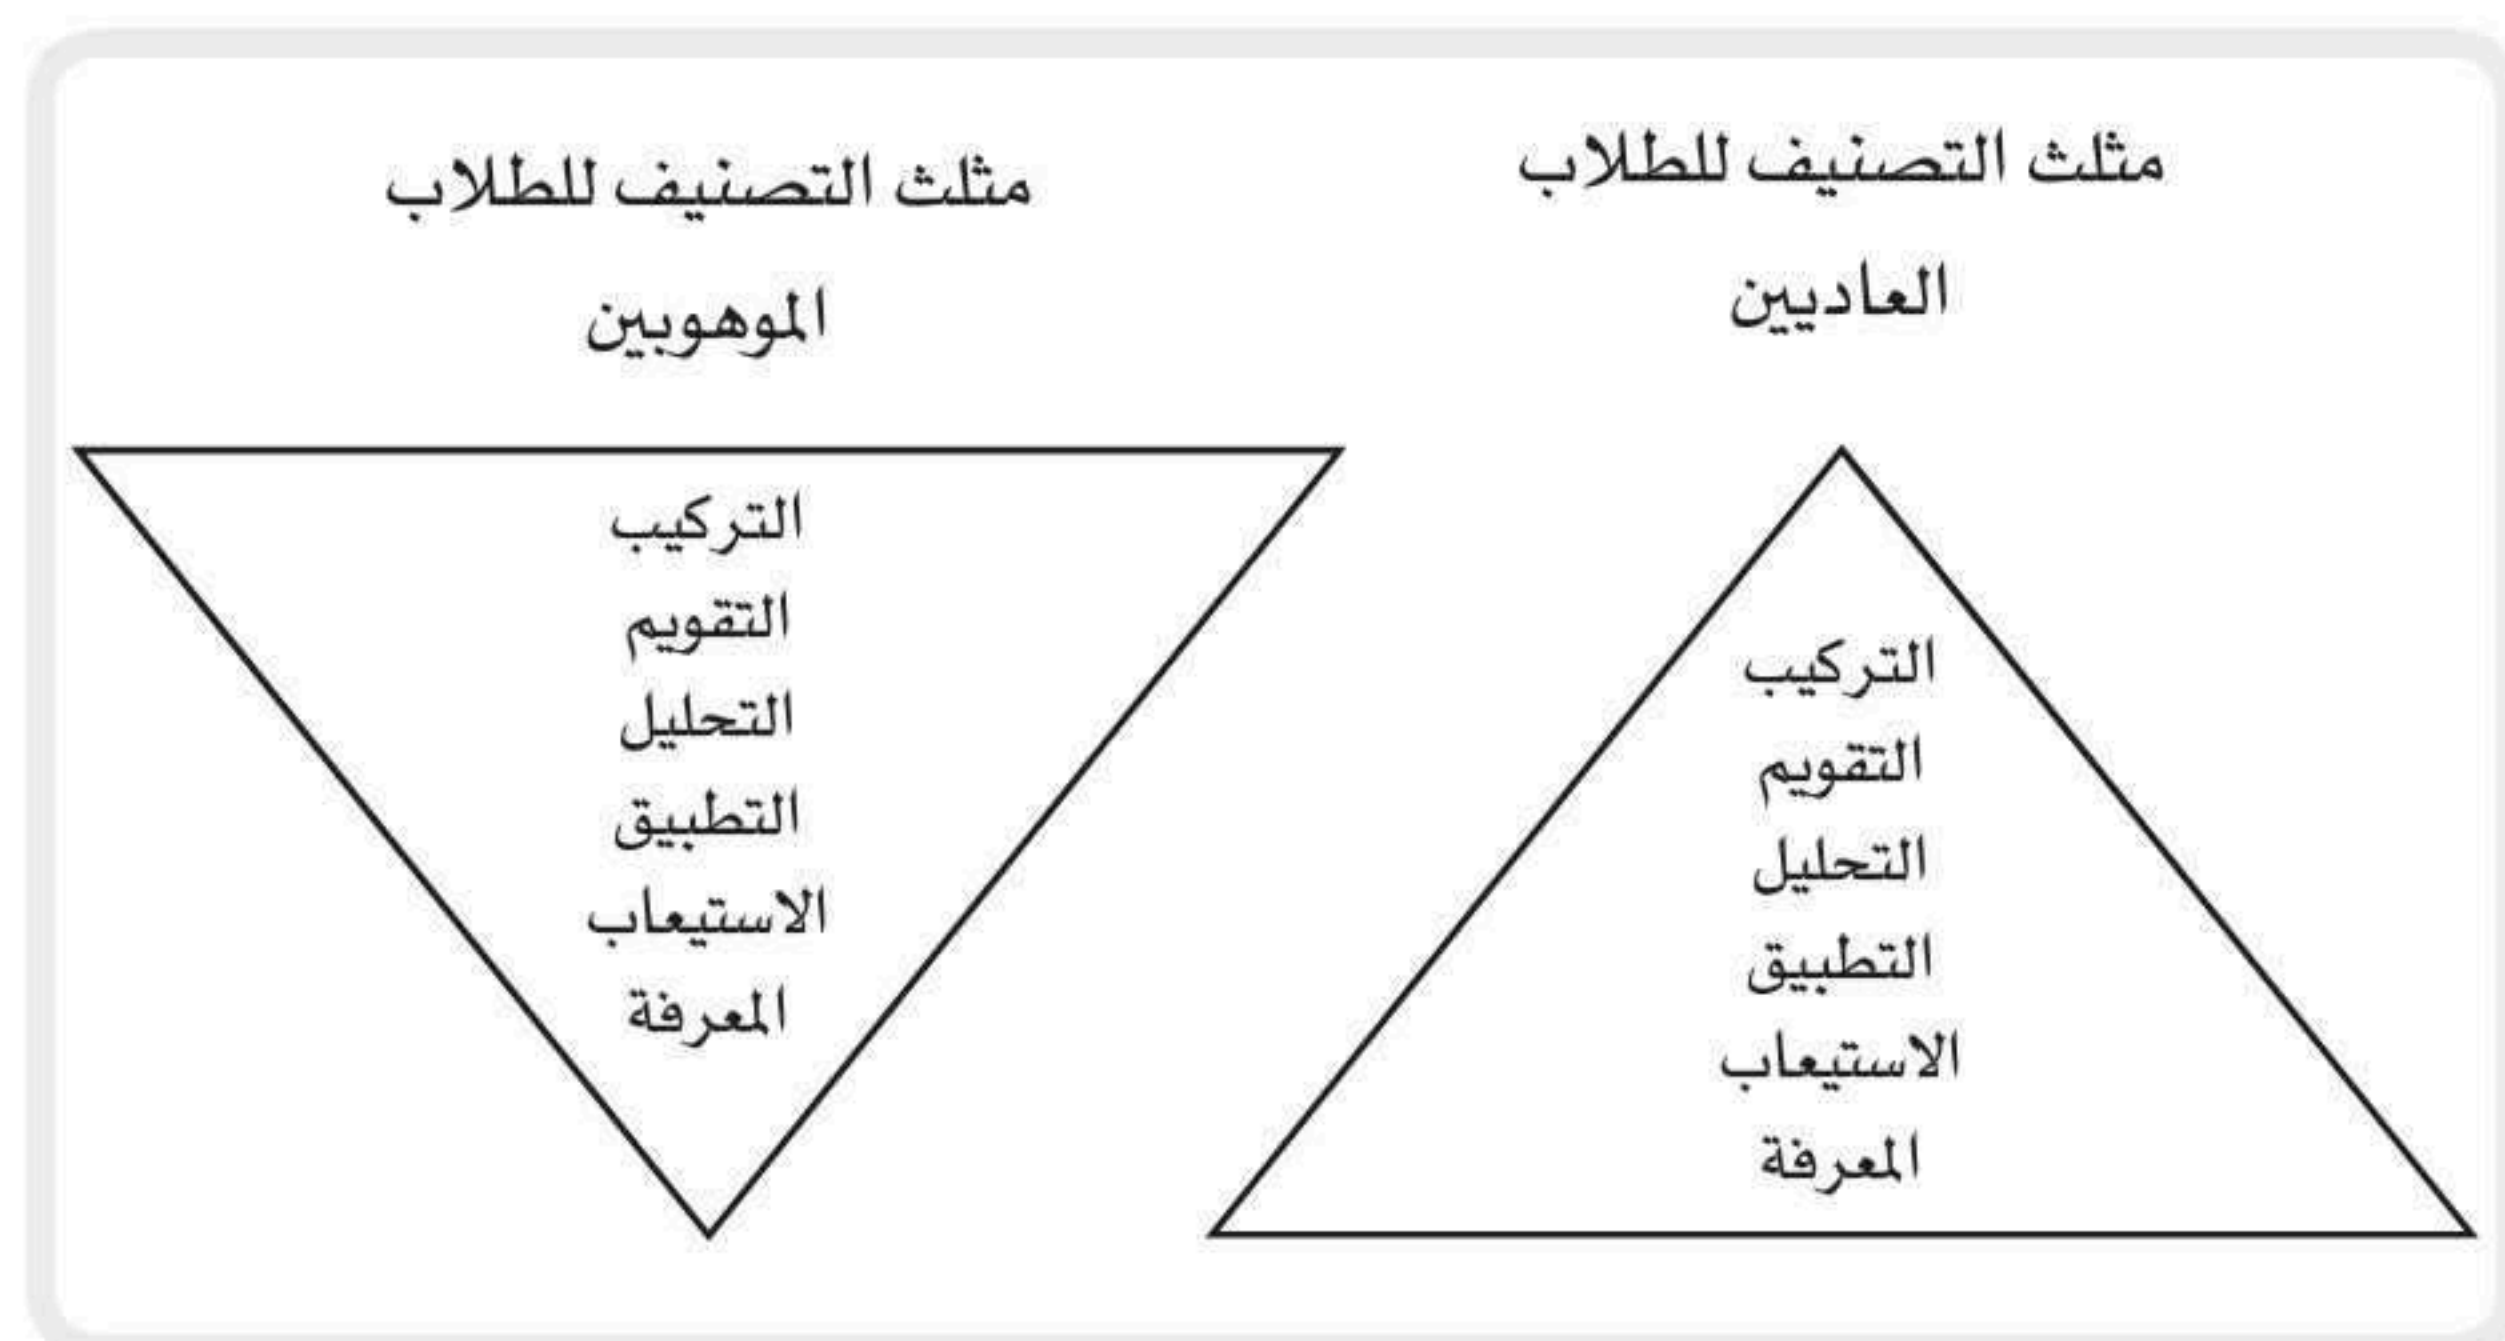 مثلث التصنيف للطلاب
العاديين
التركيب
التقويم
التحليل
التطبيق
الاستيعاب
المعرفة
مثلث التصنيف للطلاب
الموهوبين
التركيب
التقويم
التحليل
التطبيق
الاستيعاب
المعرفة